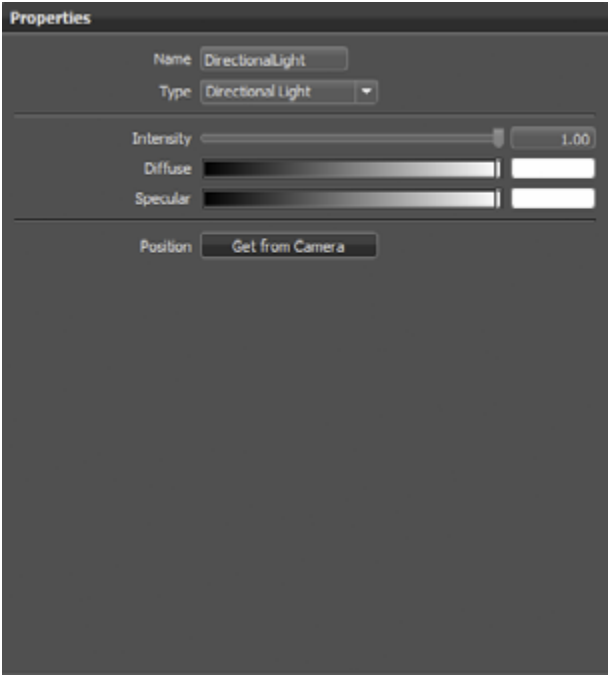 Properties
Name DirectionalLight
Type Directional Light
Intensity 1.00
Diffuse
Specular
Position Get from Camera